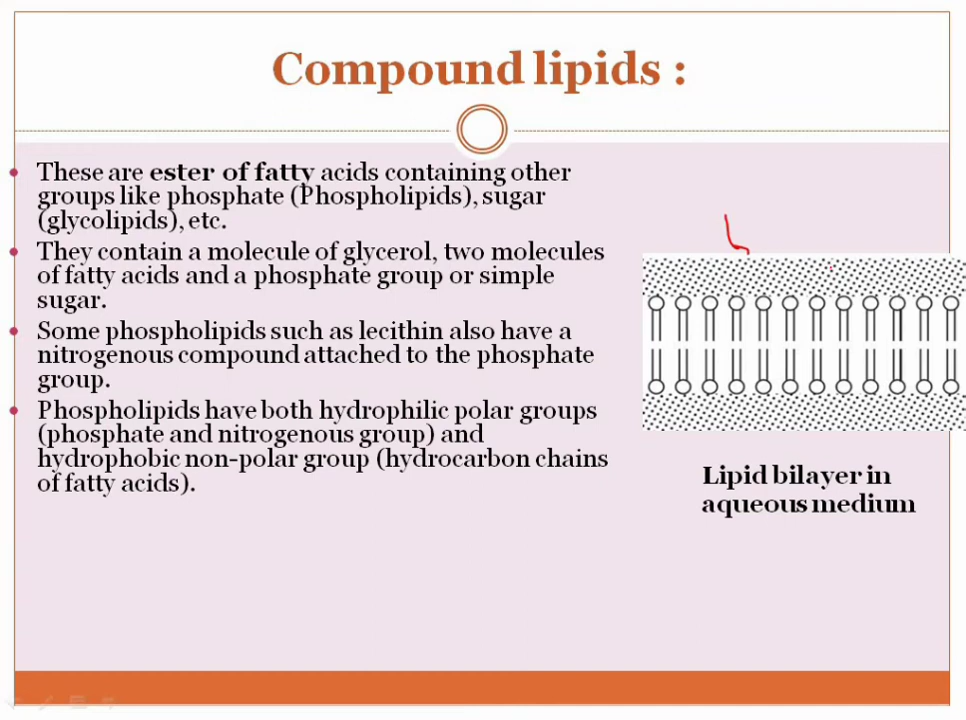 Compound lipids :
These are ester of fatty acids containing other
groups like phosphate (Phospholipids), sugar
(glycolipids), etc.
They contain a molecule of glycerol, two molecules
of fatty acids and a phosphate group or simple
sugar.
Some phospholipids such as lecithin also have a
nitrogenous compound attached to the phosphate
group.
Phospholipids have both hydrophilic polar groups
(phosphate and nitrogenous group) and
hydrophobic non-polar group (hydrocarbon chains
of fatty acids).
Lipid bilayer in
aqueous medium